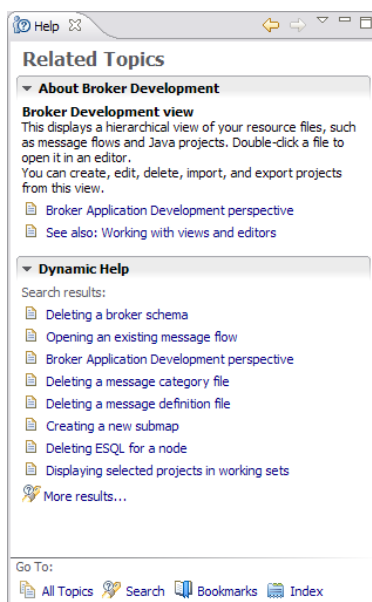 Help
Related Topics
About Broker Development
Broker Development view
This displays a hierarchical view of your resource files, such
as message flows and Java projects. Double-click a file to
open it in an editor.
You can create, edit, delete, import, and export projects
from this view.
Broker Application Development perspective
See also: Working with views and editors
Dynamic Help
Search results:
Deleting a broker schema
Opening an existing message flow
Broker Application Development perspective
Deleting a message category file
Deleting a message definition file
Creating a new submap
Deleting ESQL for a node
Displaying selected projects in working sets
More results...
Go To:
All Topics Search Bookmarks Index